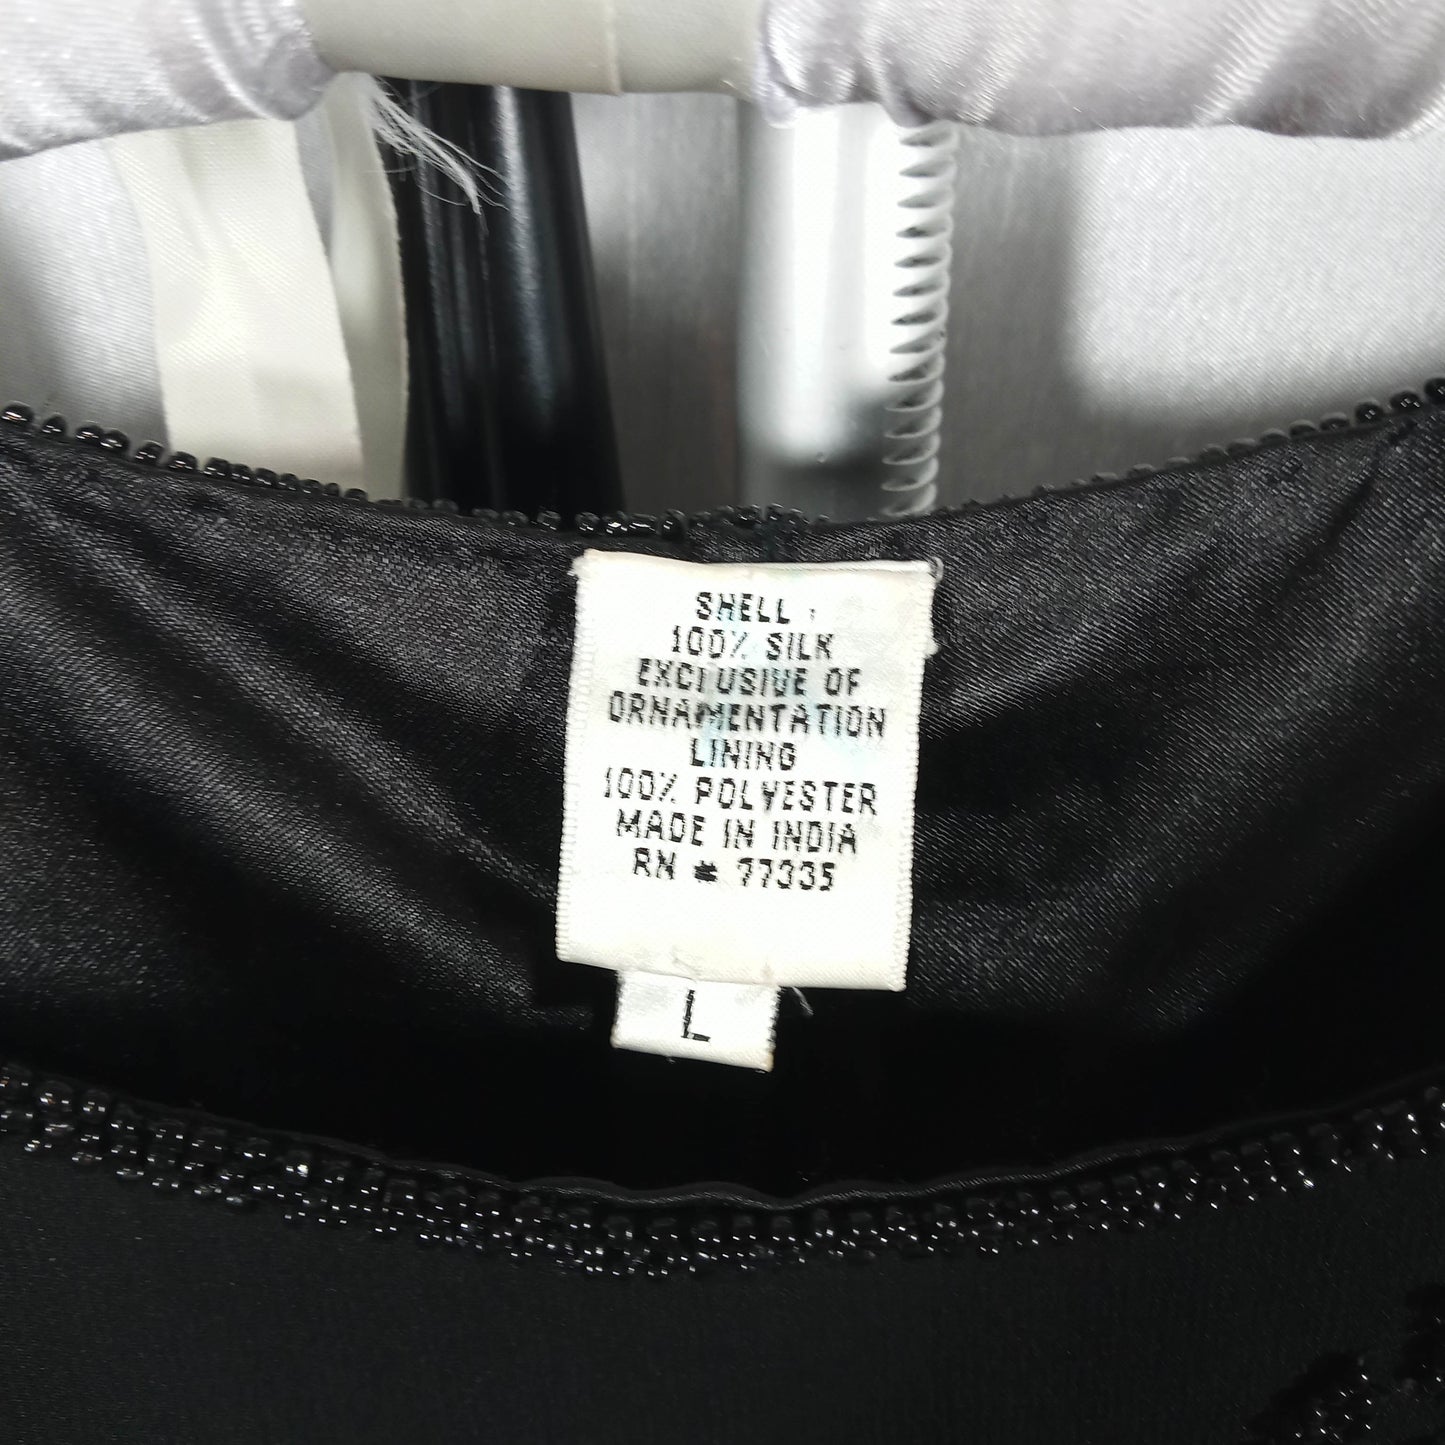 SHELL :
100% SILK
EXCLUSIVE OF
ORNAMENTATION
LINING
100% POLYESTER
MADE IN INDIA
RN # 77335
L